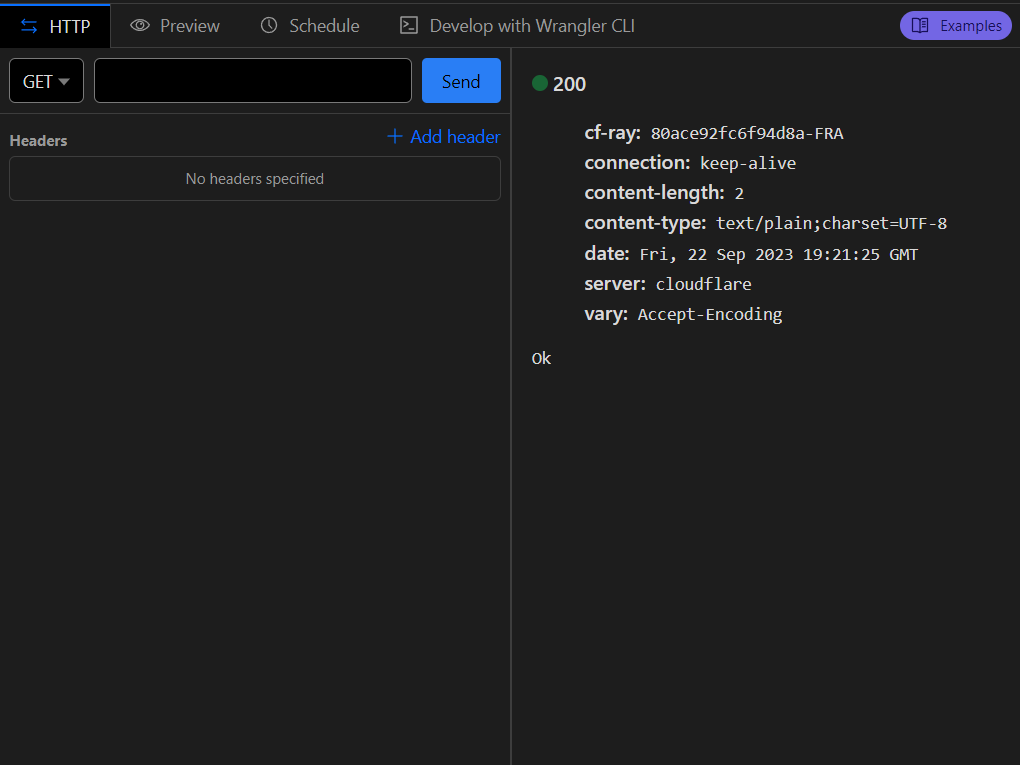 HTTP Preview Schedule Develop with Wrangler CLI Examples
GET Send
Headers + Add header
No headers specified
200
cf-ray: 80ace92fc6f94d8a-FRA
connection: keep-alive
content-length: 2
content-type: text/plain;charset=UTF-8
date: Fri, 22 Sep 2023 19:21:25 GMT
server: cloudflare
vary: Accept-Encoding
Ok